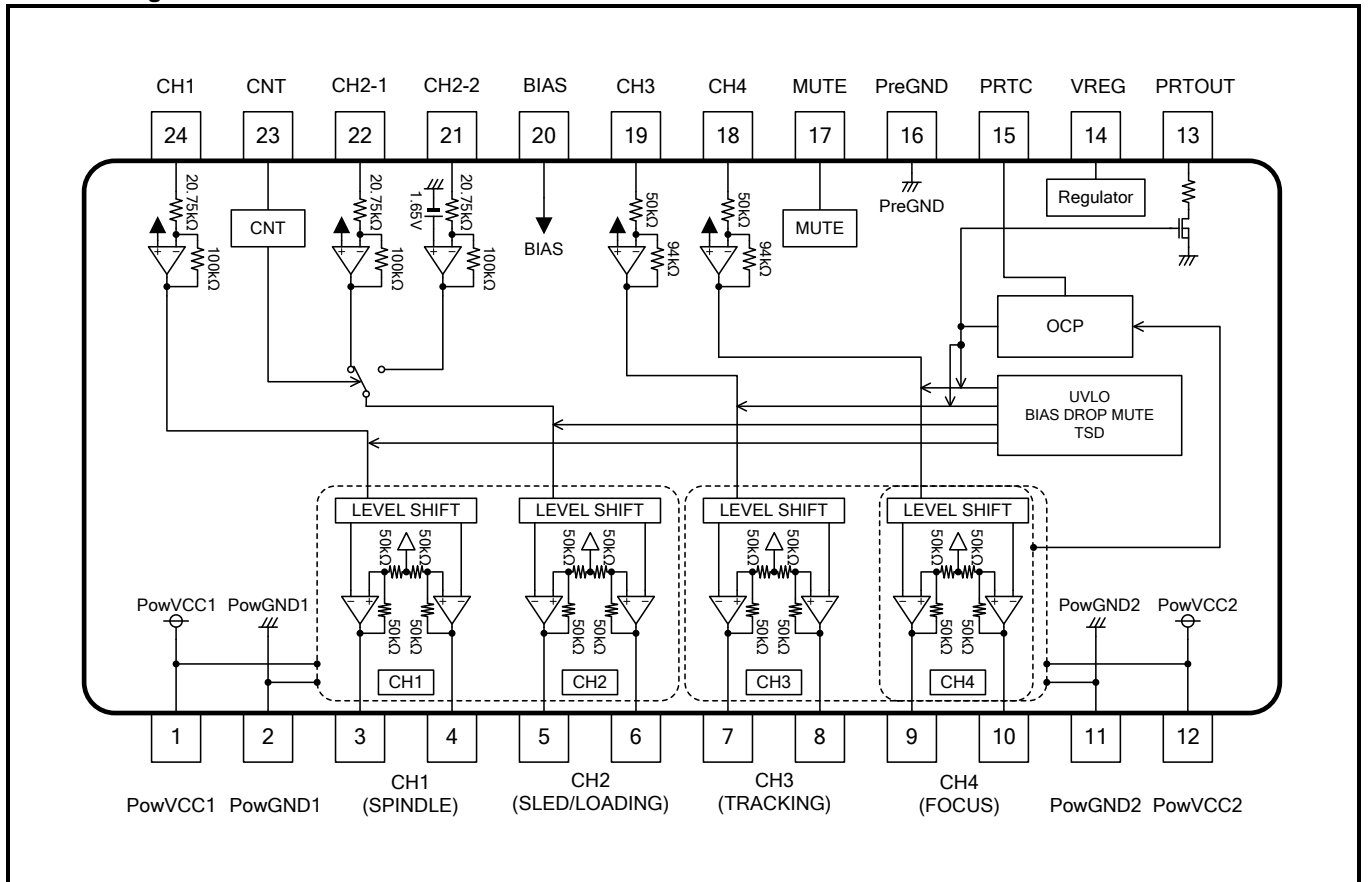 CH1 CNT CH2-1 CH2-2 BIAS CH3 CH4 MUTE PreGND PRTC VREG PRTOUT
24 23 22 21 20 19 18 17 16 15 14 13
20.75kΩ 20.75kΩ 1.65V 20.75kΩ 50kΩ 50kΩ
100kΩ 100kΩ 100kΩ 94kΩ 94kΩ
CNT BIAS MUTE PreGND Regulator
OCP
UVLO
BIAS DROP MUTE
TSD
LEVEL SHIFT LEVEL SHIFT LEVEL SHIFT LEVEL SHIFT
50kΩ 50kΩ 50kΩ 50kΩ 50kΩ 50kΩ 50kΩ 50kΩ
PowVCC1 PowGND1 PowGND2 PowVCC2
50kΩ 50kΩ 50kΩ 50kΩ 50kΩ 50kΩ 50kΩ 50kΩ
CH1 CH2 CH3 CH4
1 2 3 4 5 6 7 8 9 10 11 12
CH1 CH2 CH3 CH4
PowVCC1 PowGND1 (SPINDLE) (SLED/LOADING) (TRACKING) (FOCUS) PowGND2 PowVCC2